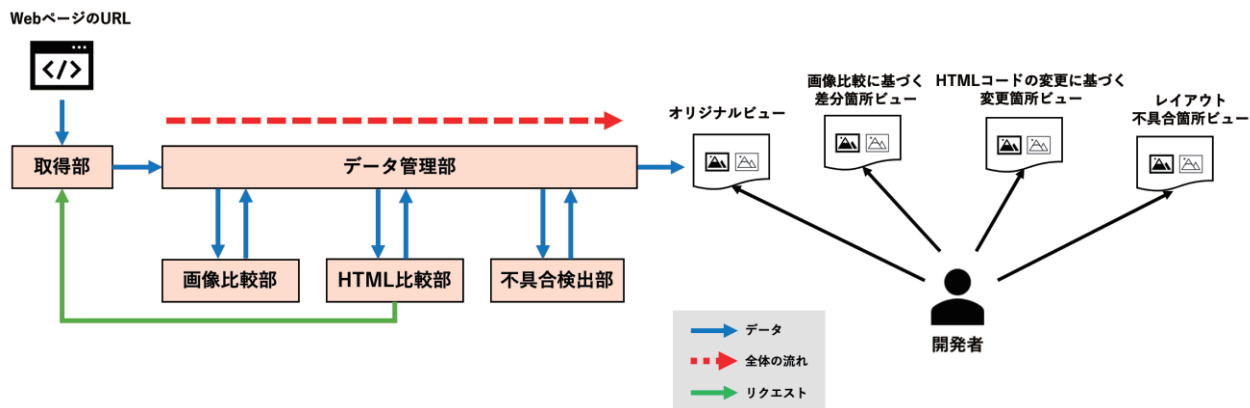 WebページのURL
</>
画像比較に基づく
差分箇所ビュー
HTMLコードの変更に基づく
変更箇所ビュー
オリジナルビュー
レイアウト
不具合箇所ビュー
取得部
データ管理部
画像比較部
HTML比較部
不具合検出部
データ
全体の流れ
リクエスト
開発者